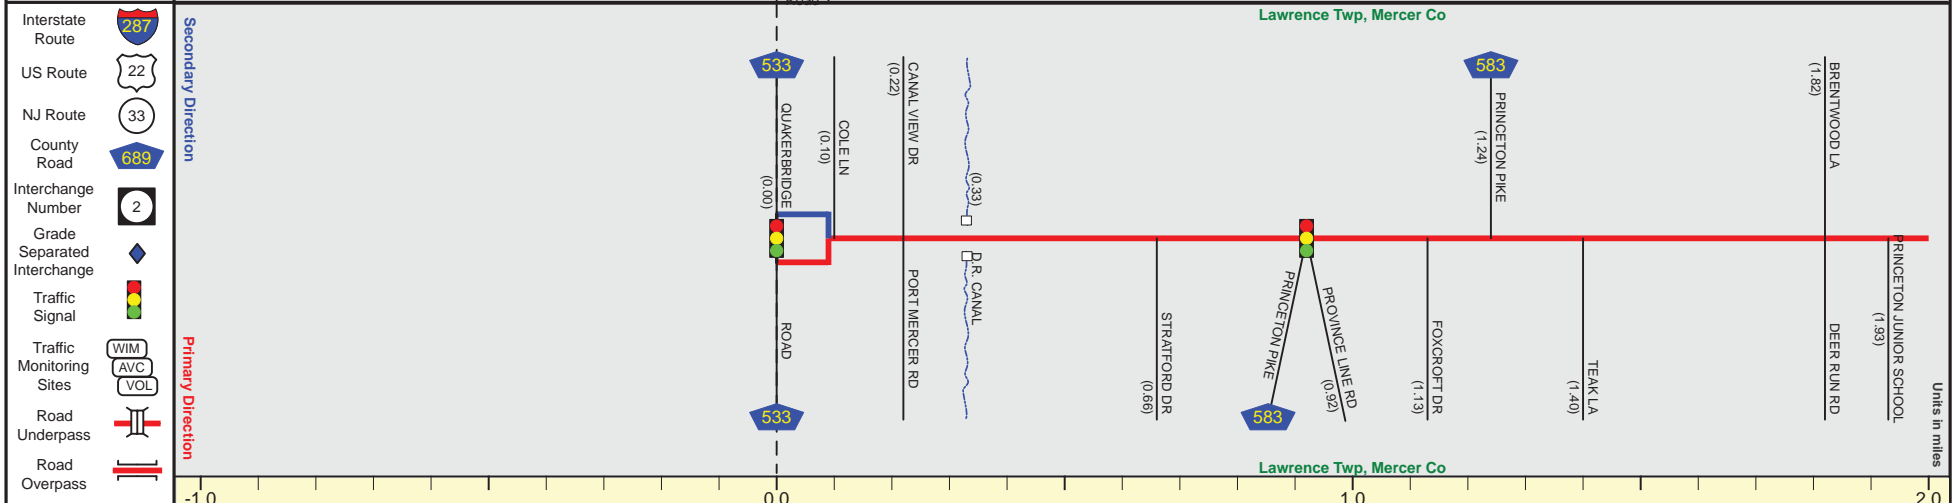 Interstate
Route
287
US Route
22
NJ Route
33
County
Road
689
Interchange
Number
2
Grade
Separated
Interchange
Traffic
Signal
Traffic
Monitoring
Sites
WIM
AVC
VOL
Road
Underpass
Road
Overpass
Secondary Direction
Primary Direction
Lawrence Twp, Mercer Co
533
QUAKERBRIDGE
(0.00)
ROAD
533
COLE LN
(0.10)
CANAL VIEW DR
(0.22)
PORT MERCER RD
(0.33)
D.R. CANAL
STRATFORD DR
(0.66)
PRINCETON PIKE
583
PROVINCE LINE RD
(0.92)
FOXCROFT DR
(1.13)
583
PRINCETON PIKE
(1.24)
TEAK LA
(1.40)
BRENTWOOD LA
(1.82)
DEER RUN RD
PRINCETON JUNIOR SCHOOL
(1.93)
Units in miles
Lawrence Twp, Mercer Co
-1.0
0.0
1.0
2.0